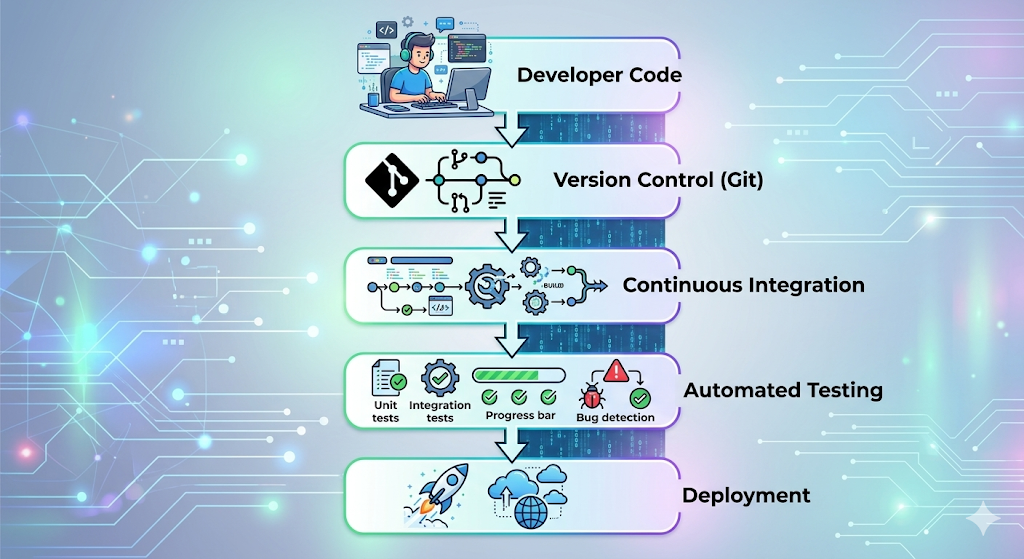 Developer Code
Version Control (Git)
BUILD
Continuous Integration
Unit
tests
Integration
tests
Progress bar
Bug detection
Automated Testing
Deployment